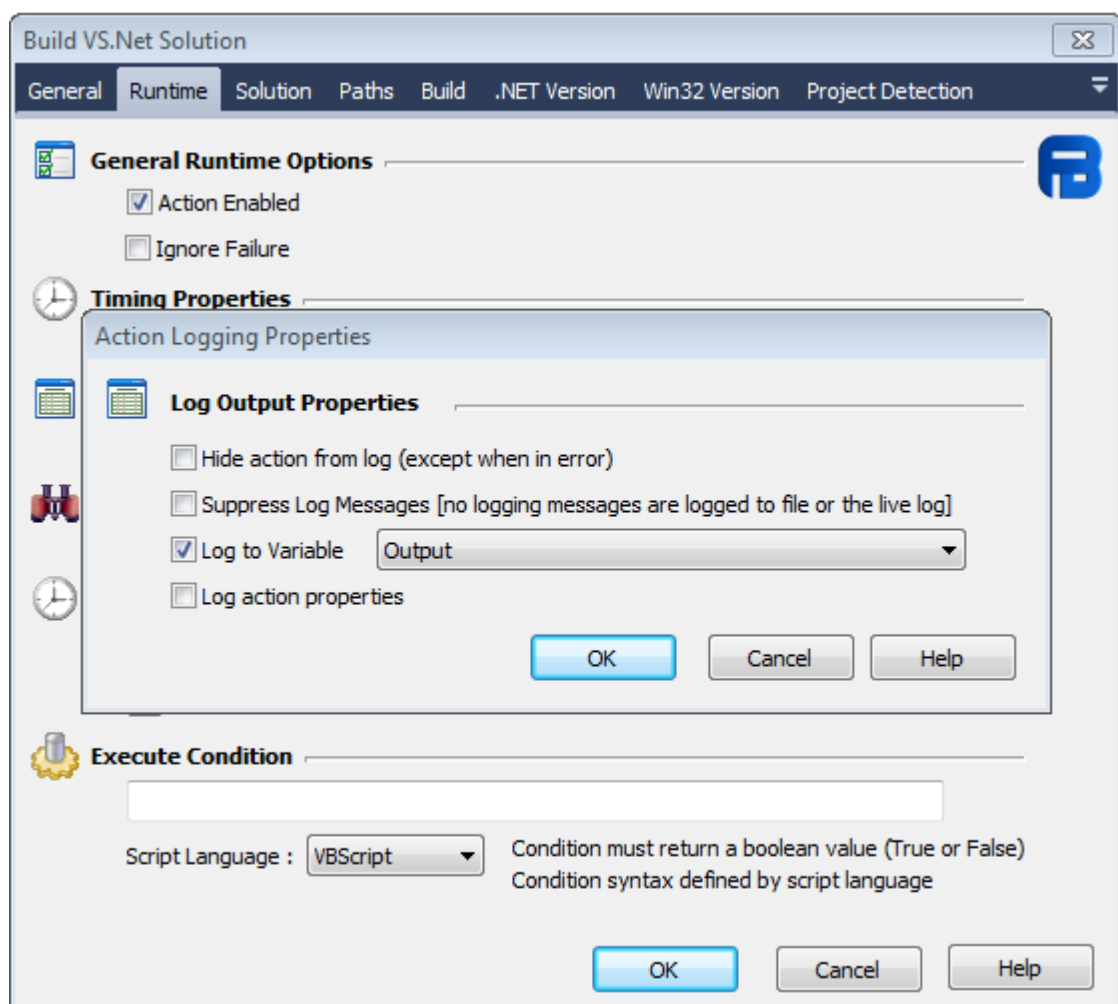 Build VS.Net Solution
General Runtime Solution Paths Build .NET Version Win32 Version Project Detection
General Runtime Options
Action Enabled
Ignore Failure
Timing Properties
Action Logging Properties
Log Output Properties
Hide action from log (except when in error)
Suppress Log Messages [no logging messages are logged to file or the live log]
Log to Variable Output
Log action properties
OK Cancel Help
Execute Condition
Script Language : VBScript
Condition must return a boolean value (True or False)
Condition syntax defined by script language
OK Cancel Help